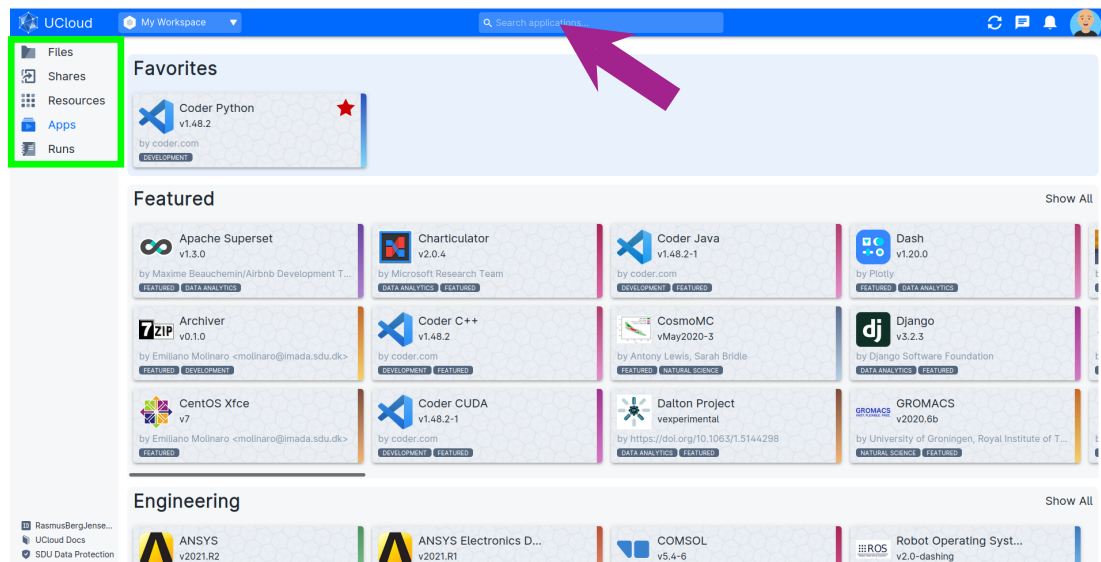 UCloud
My Workspace
Search applications...
Files
Shares
Resources
Apps
Runs
Favorites
Coder Python
v1.48.2
by coder.com
DEVELOPMENT
Featured
Show All
Apache Superset
v1.3.0
by Maxime Beauchemin/Airbnb Development T...
FEATURED DATA ANALYTICS
Charticulator
v2.0.4
by Microsoft Research Team
DATA ANALYTICS FEATURED
Coder Java
v1.48.2-1
by coder.com
DEVELOPMENT FEATURED
Dash
v1.20.0
by Plotly
FEATURED DATA ANALYTICS
7ZIP
Archiver
v0.1.0
by Emiliano Molinaro <molinaro@imada.sdu.dk>
FEATURED DEVELOPMENT
Coder C++
v1.48.2
by coder.com
DEVELOPMENT FEATURED
CosmoMC
vMay2020-3
by Antony Lewis, Sarah Bridle
FEATURED NATURAL SCIENCE
dj
Django
v3.2.3
by Django Software Foundation
DATA ANALYTICS FEATURED
CentOS Xfce
v7
by Emiliano Molinaro <molinaro@imada.sdu.dk>
FEATURED
Coder CUDA
v1.48.2-1
by coder.com
DEVELOPMENT FEATURED
Dalton Project
vexperimental
by https://doi.org/10.1063/1.5144298
DATA ANALYTICS FEATURED
GROMACS
GROMACS
v2020.6b
by University of Groningen, Royal Institute of T...
NATURAL SCIENCE FEATURED
Engineering
Show All
ANSYS
v2021.R2
ANSYS Electronics D...
v2021.R1
COMSOL
v5.4-6
ROS
Robot Operating Syst...
v2.0-dashing
ID RasmusBergJense...
UCloud Docs
SDU Data Protection